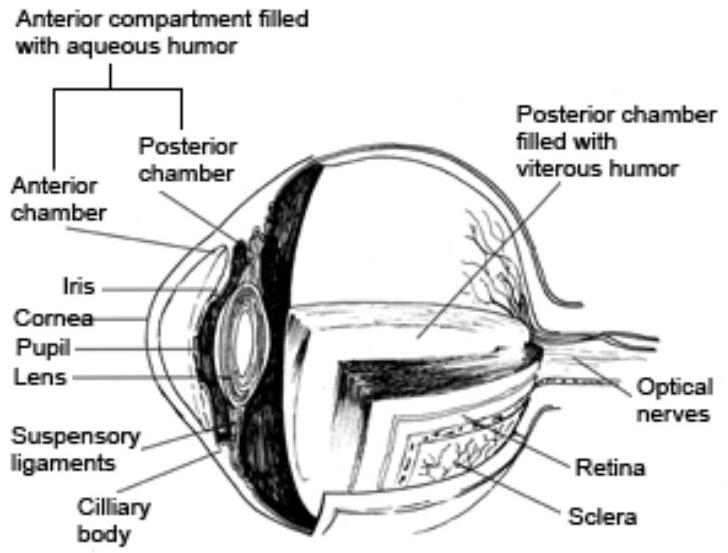 Anterior compartment filled
with aqueous humor
Posterior
chamber
Anterior
chamber
Posterior chamber
filled with
viterous humor
Iris
Cornea
Pupil
Lens
Suspensory
ligaments
Cilliary
body
Optical
nerves
Retina
Sclera